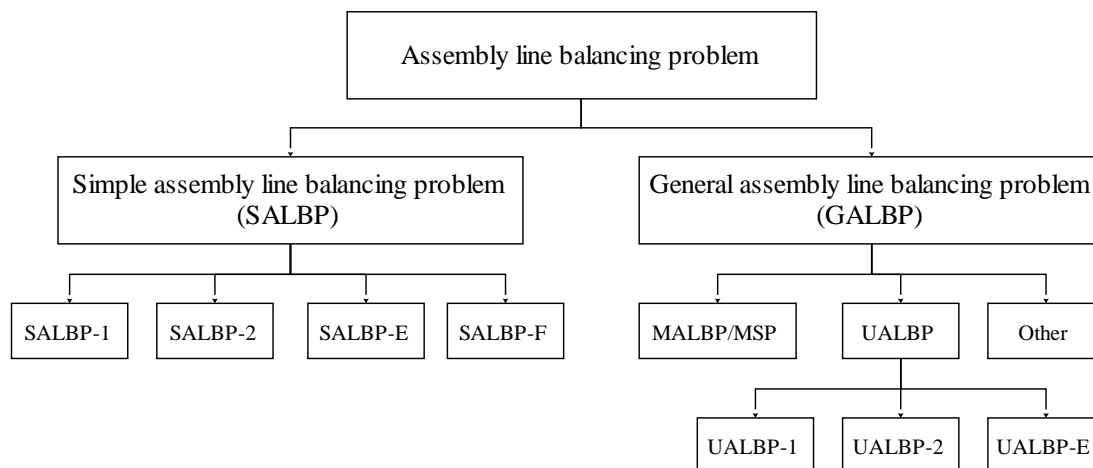 Assembly line balancing problem
Simple assembly line balancing problem
(SALBP)
General assembly line balancing problem
(GALBP)
SALBP-1
SALBP-2
SALBP-E
SALBP-F
MALBP/MSP
UALBP
Other
UALBP-1
UALBP-2
UALBP-E